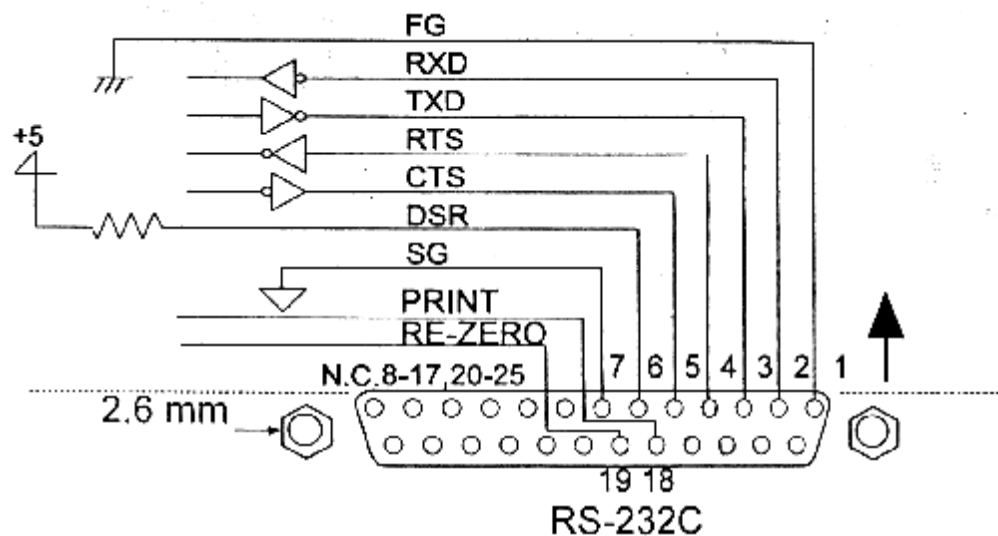 FG
RXD
TXD
+5
RTS
CTS
DSR
SG
PRINT
RE-ZERO
N.C.8-17,20-25
7 6 5 4 3 2 1
2.6 mm
19 18
RS-232C